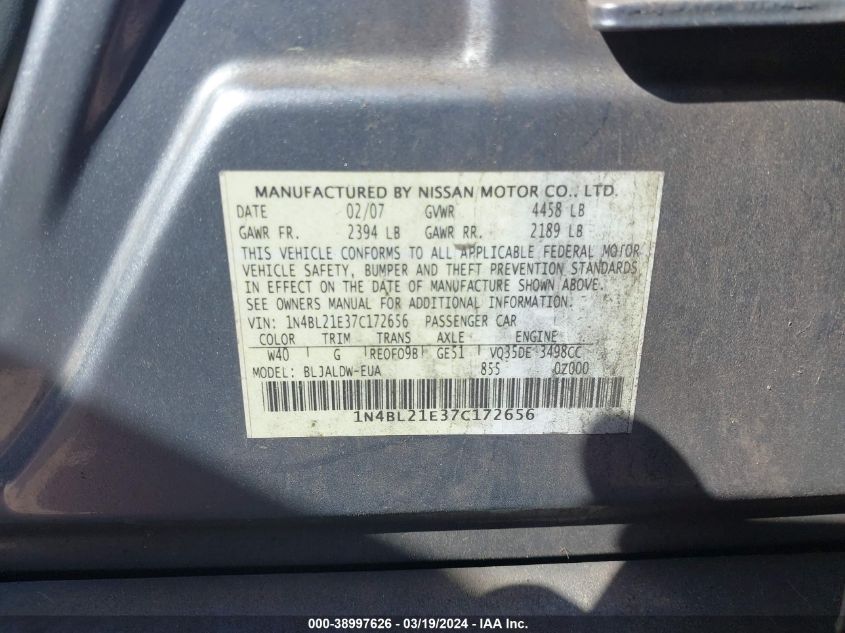 MANUFACTURED BY NISSAN MOTOR CO., LTD.
DATE 02/07 GVWR 4458 LB
GAWR FR. 2394 LB GAWR RR. 2189 LB
THIS VEHICLE CONFORMS TO ALL APPLICABLE FEDERAL MOTOR
VEHICLE SAFETY, BUMPER AND THEFT PREVENTION STANDARDS
IN EFFECT ON THE DATE OF MANUFACTURE SHOWN ABOVE.
SEE OWNERS MANUAL FOR ADDITIONAL INFORMATION.
VIN: 1N4BL21E37C172656 PASSENGER CAR
COLOR TRIM TRANS AXLE ENGINE
W40 G RE0F09B GE51 VQ35DE 3498CC
MODEL: BLJALDW-EUA 855 0Z000
1N4BL21E37C172656
000-38997626 - 03/19/2024 - IAA Inc.